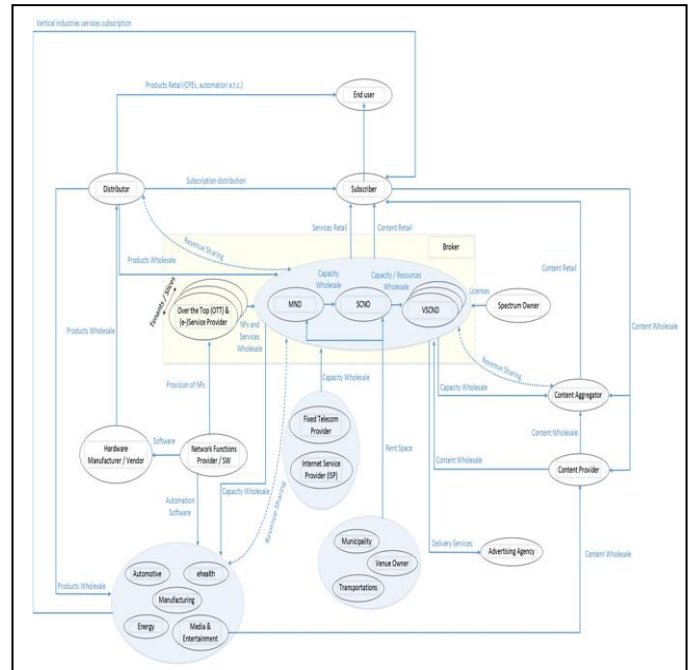 Vertical industries services subscription
Products Retail (CPEs, automation e.t.c.)
End user
Distributor
Subscription distribution
Subscriber
Revenue Sharing
Services Retail
Content Retail
Products Wholesale
Broker
Content Retail
Tenants / Slices
Over the Top (OTT) &
(e-)Service Provider
Capacity
Wholesale
Capacity / Resources
Wholesale
MNO
SCNO
VSCNO
Licenses
Spectrum Owner
NFs and
Services
Wholesale
Products Wholesale
Content Wholesale
Revenue Sharing
Provision of NFs
Capacity Wholesale
Capacity Wholesale
Content Aggregator
Fixed Telecom
Provider
Internet Service
Provider (ISP)
Rent Space
Content Wholesale
Hardware
Manufacturer / Vendor
Software
Network Functions
Provider / SW
Content Wholesale
Content Provider
Automation
Software
Capacity Wholesale
Revenue Sharing
Municipality
Venue Owner
Transportations
Delivery Services
Advertising Agency
Content Wholesale
Products Wholesale
Automotive
ehealth
Manufacturing
Energy
Media &
Entertainment